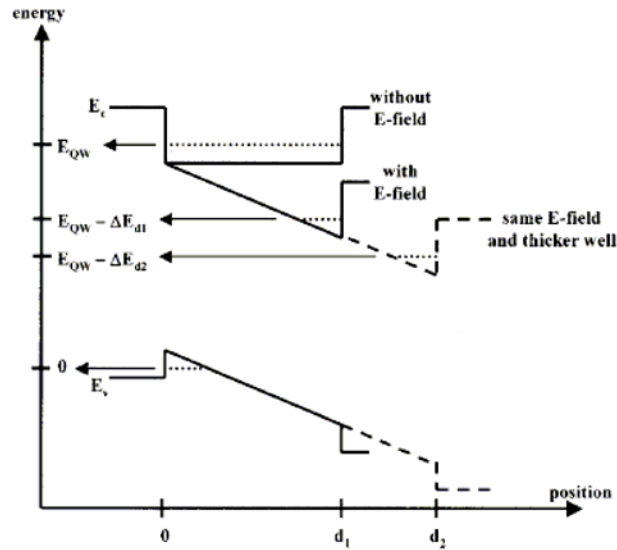 energy
E_c
without
E-field
E_QW
with
E-field
E_QW − ΔE_d1
same E-field
and thicker well
E_QW − ΔE_d2
0
E_v
position
0
d_1
d_2